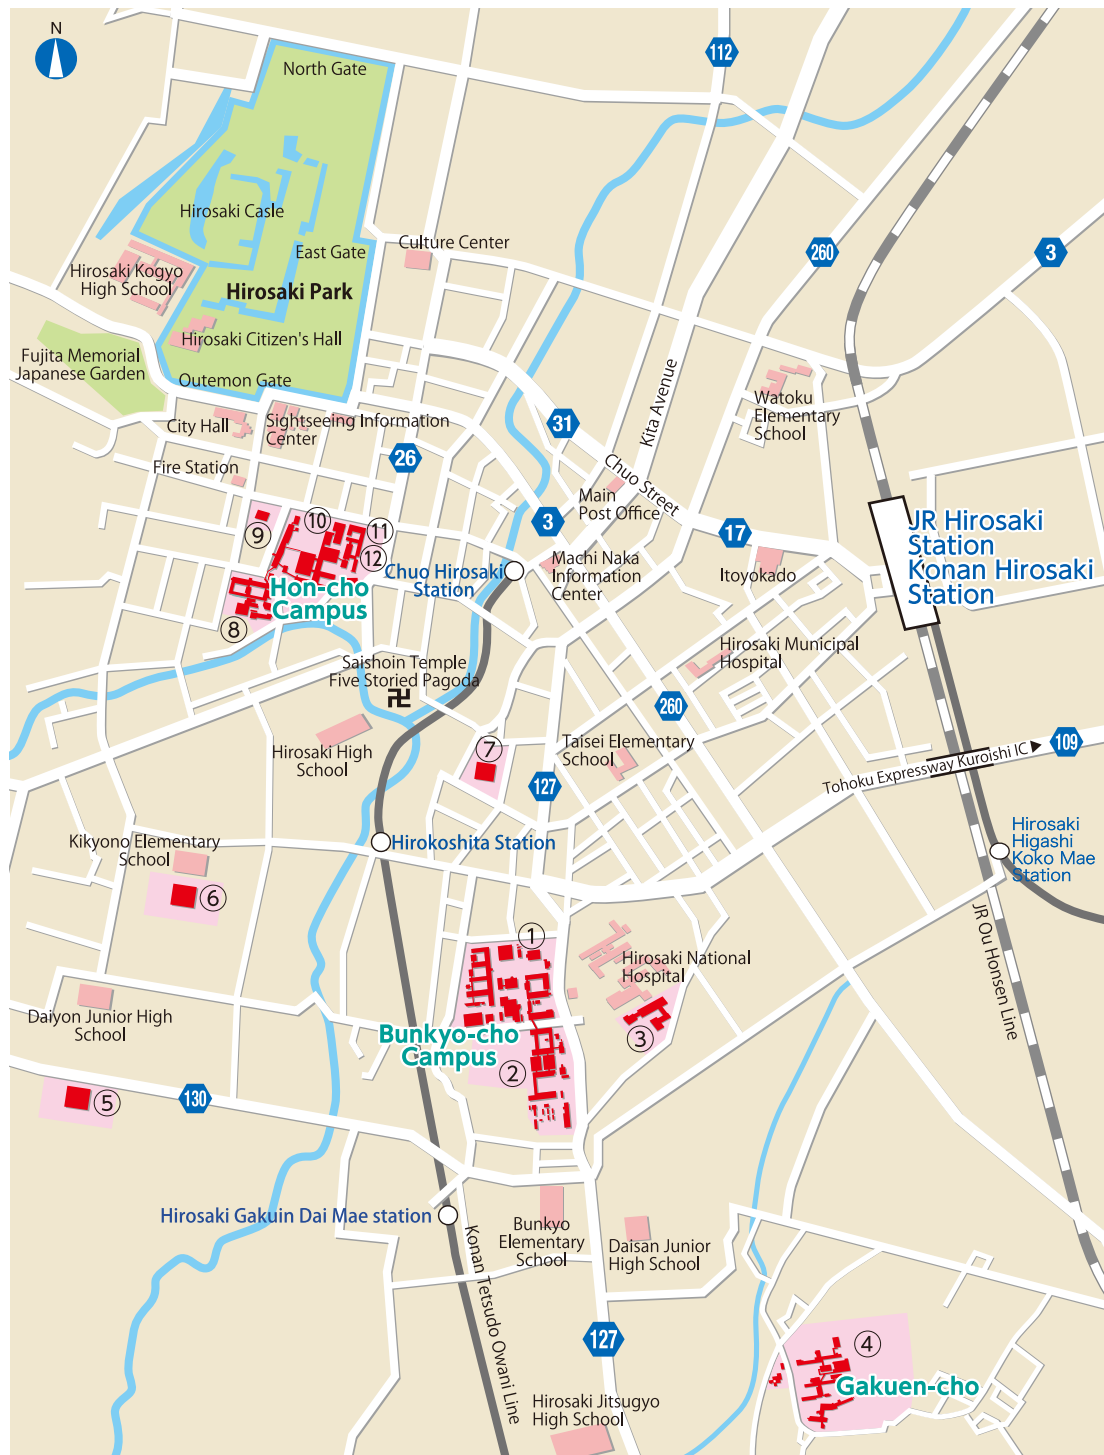 N
North Gate
112
Hirosaki Casle
East Gate
Culture Center
260
3
Hirosaki Kogyo
High School
Hirosaki Park
Hirosaki Citizen's Hall
Fujita Memorial
Japanese Garden
Outemon Gate
Kita Avenue
Watoku
Elementary
School
City Hall
Sightseeing Information
Center
31
26
Fire Station
Chuo Street
Main
Post Office
3
17
⑨
⑩
⑪
⑫
JR Hirosaki
Station
Konan Hirosaki
Station
Chuo Hirosaki
Station
Machi Naka
Information
Center
Itoyokado
Hon-cho
Campus
⑧
Saishoin Temple
Five Storied Pagoda
卍
Hirosaki Municipal
Hospital
260
Hirosaki High
School
⑦
Taisei Elementary
School
127
Tohoku Expressway Kuroishi IC ▶
109
Kikyono Elementary
School
Hirokoshita Station
Hirosaki
Higashi
Koko Mae
Station
⑥
①
Hirosaki National
Hospital
JR Ou Honsen Line
Daiyon Junior High
School
Bunkyo-cho
Campus
③
②
⑤
130
Hirosaki Gakuin Dai Mae station
Bunkyo
Elementary
School
Daisan Junior
High School
Konan Tetsudo Owani Line
127
④
Gakuen-cho
Hirosaki Jitsugyo
High School